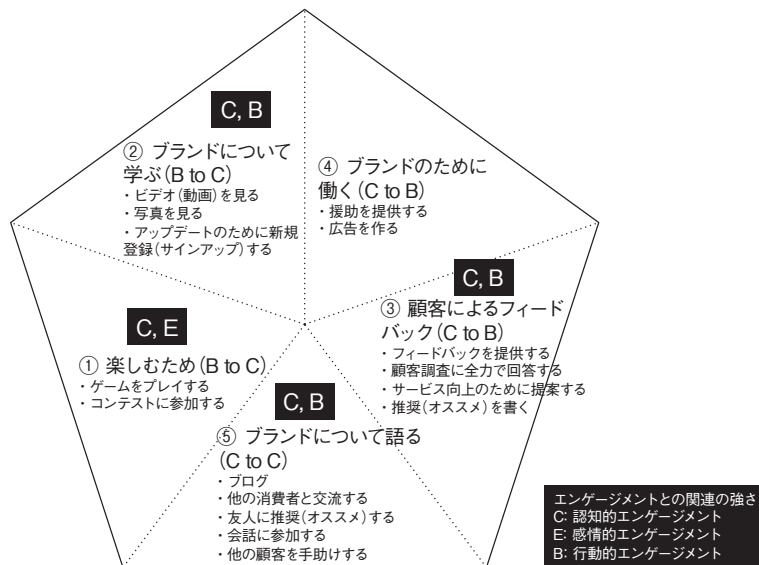 C, B
② ブランドについて
学ぶ(B to C)
・ビデオ(動画)を見る
・写真を見る
・アップデートのために新規
登録(サインアップ)する
④ ブランドのために
働く(C to B)
・援助を提供する
・広告を作る
C, B
③ 顧客によるフィード
バック(C to B)
・フィードバックを提供する
・顧客調査に全力で回答する
・サービス向上のために提案する
・推奨(オススメ)を書く
C, E
① 楽しむため(B to C)
・ゲームをプレイする
・コンテストに参加する
C, B
⑤ ブランドについて語る
(C to C)
・ブログ
・他の消費者と交流する
・友人に推奨(オススメ)する
・会話に参加する
・他の顧客を手助けする
エンゲージメントとの関連の強さ
C: 認知的エンゲージメント
E: 感情的エンゲージメント
B: 行動的エンゲージメント